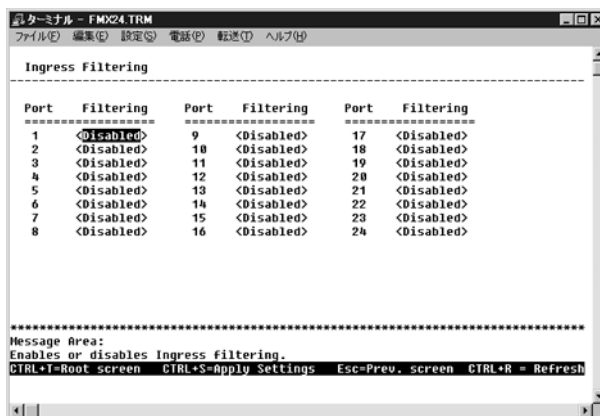 ターミナル - FMX24.TRM
ファイル(F) 編集(E) 設定(S) 電話(P) 転送(T) ヘルプ(H)
Ingress Filtering
--------------------------------------------------------------------------------
Port Filtering Port Filtering Port Filtering
=================== =================== ===================
1 <Disabled> 9 <Disabled> 17 <Disabled>
2 <Disabled> 10 <Disabled> 18 <Disabled>
3 <Disabled> 11 <Disabled> 19 <Disabled>
4 <Disabled> 12 <Disabled> 20 <Disabled>
5 <Disabled> 13 <Disabled> 21 <Disabled>
6 <Disabled> 14 <Disabled> 22 <Disabled>
7 <Disabled> 15 <Disabled> 23 <Disabled>
8 <Disabled> 16 <Disabled> 24 <Disabled>
********************************************************************************
Message Area:
Enables or disables Ingress filtering.
CTRL+T=Root screen CTRL+S=Apply Settings Esc=Prev. screen CTRL+R = Refresh